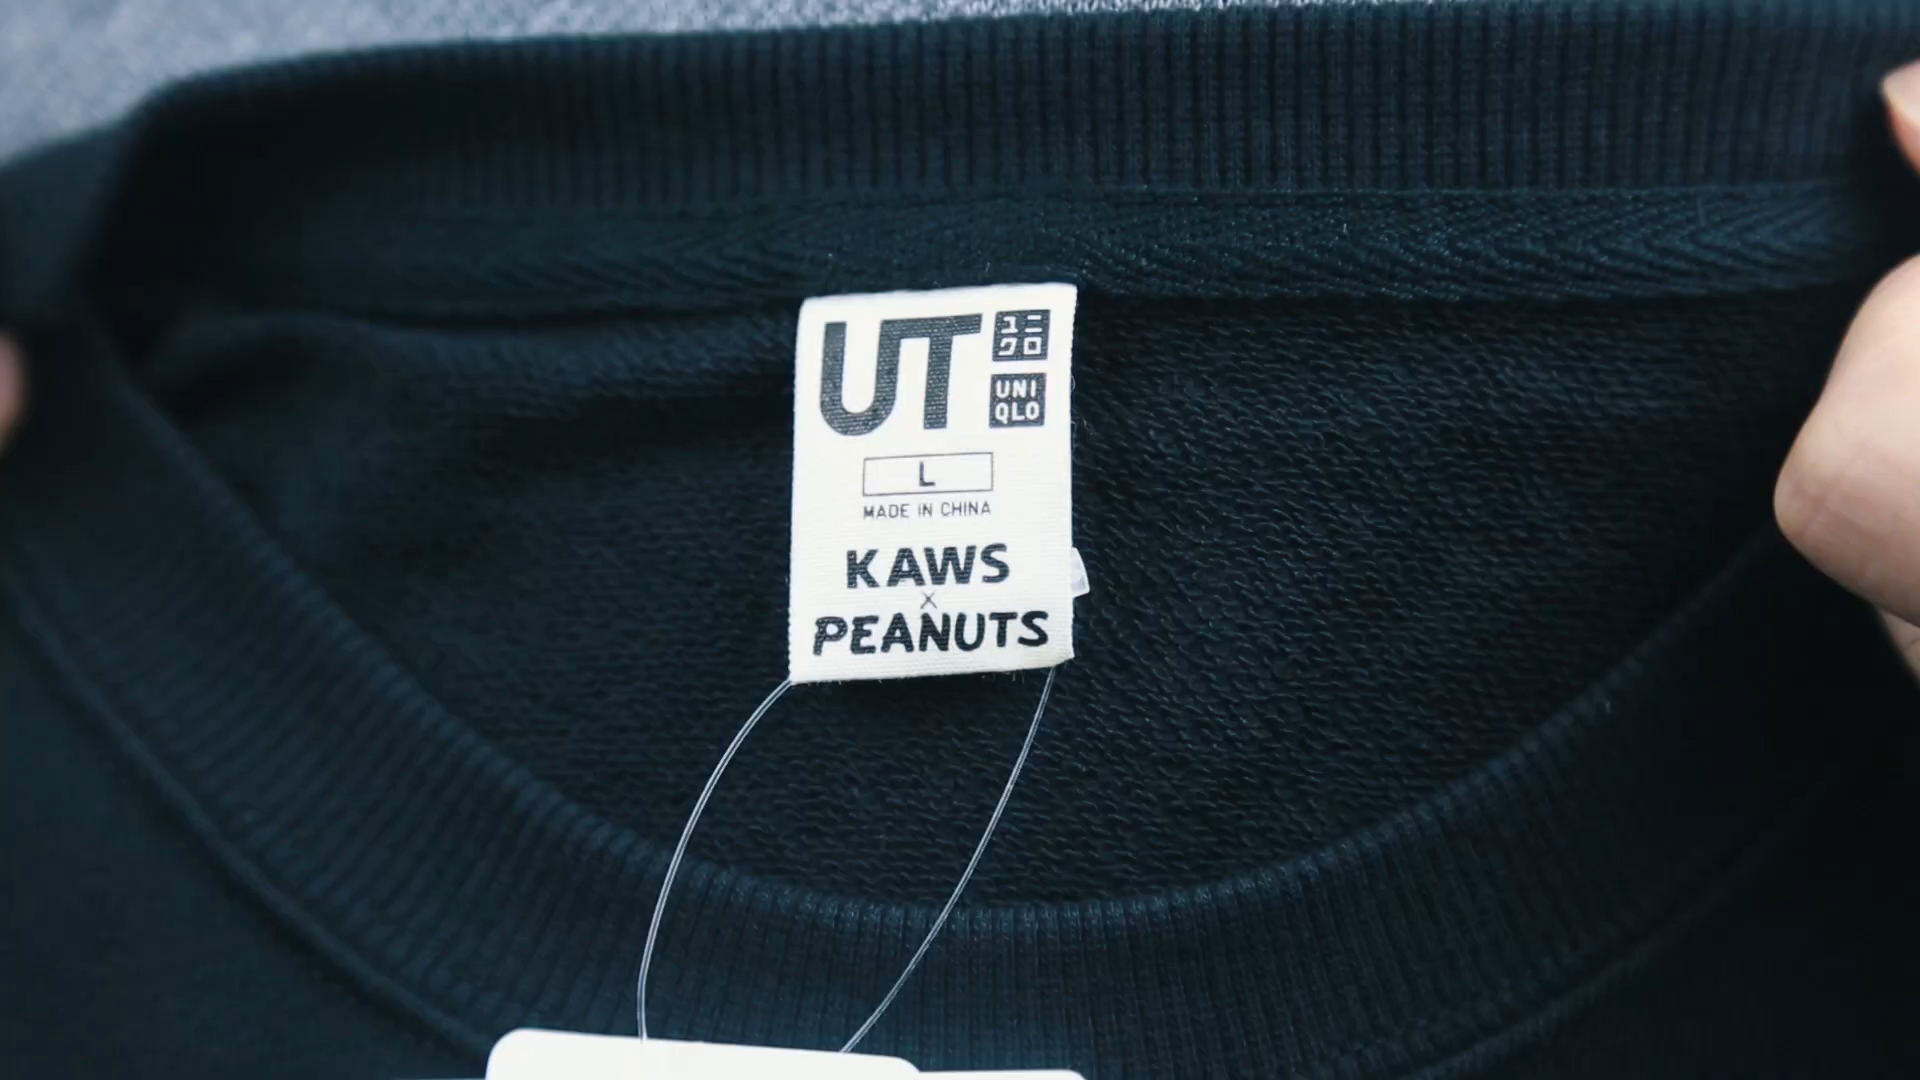 UT
ユニ
クロ
UNI
QLO
L
MADE IN CHINA
KAWS
X
PEANUTS